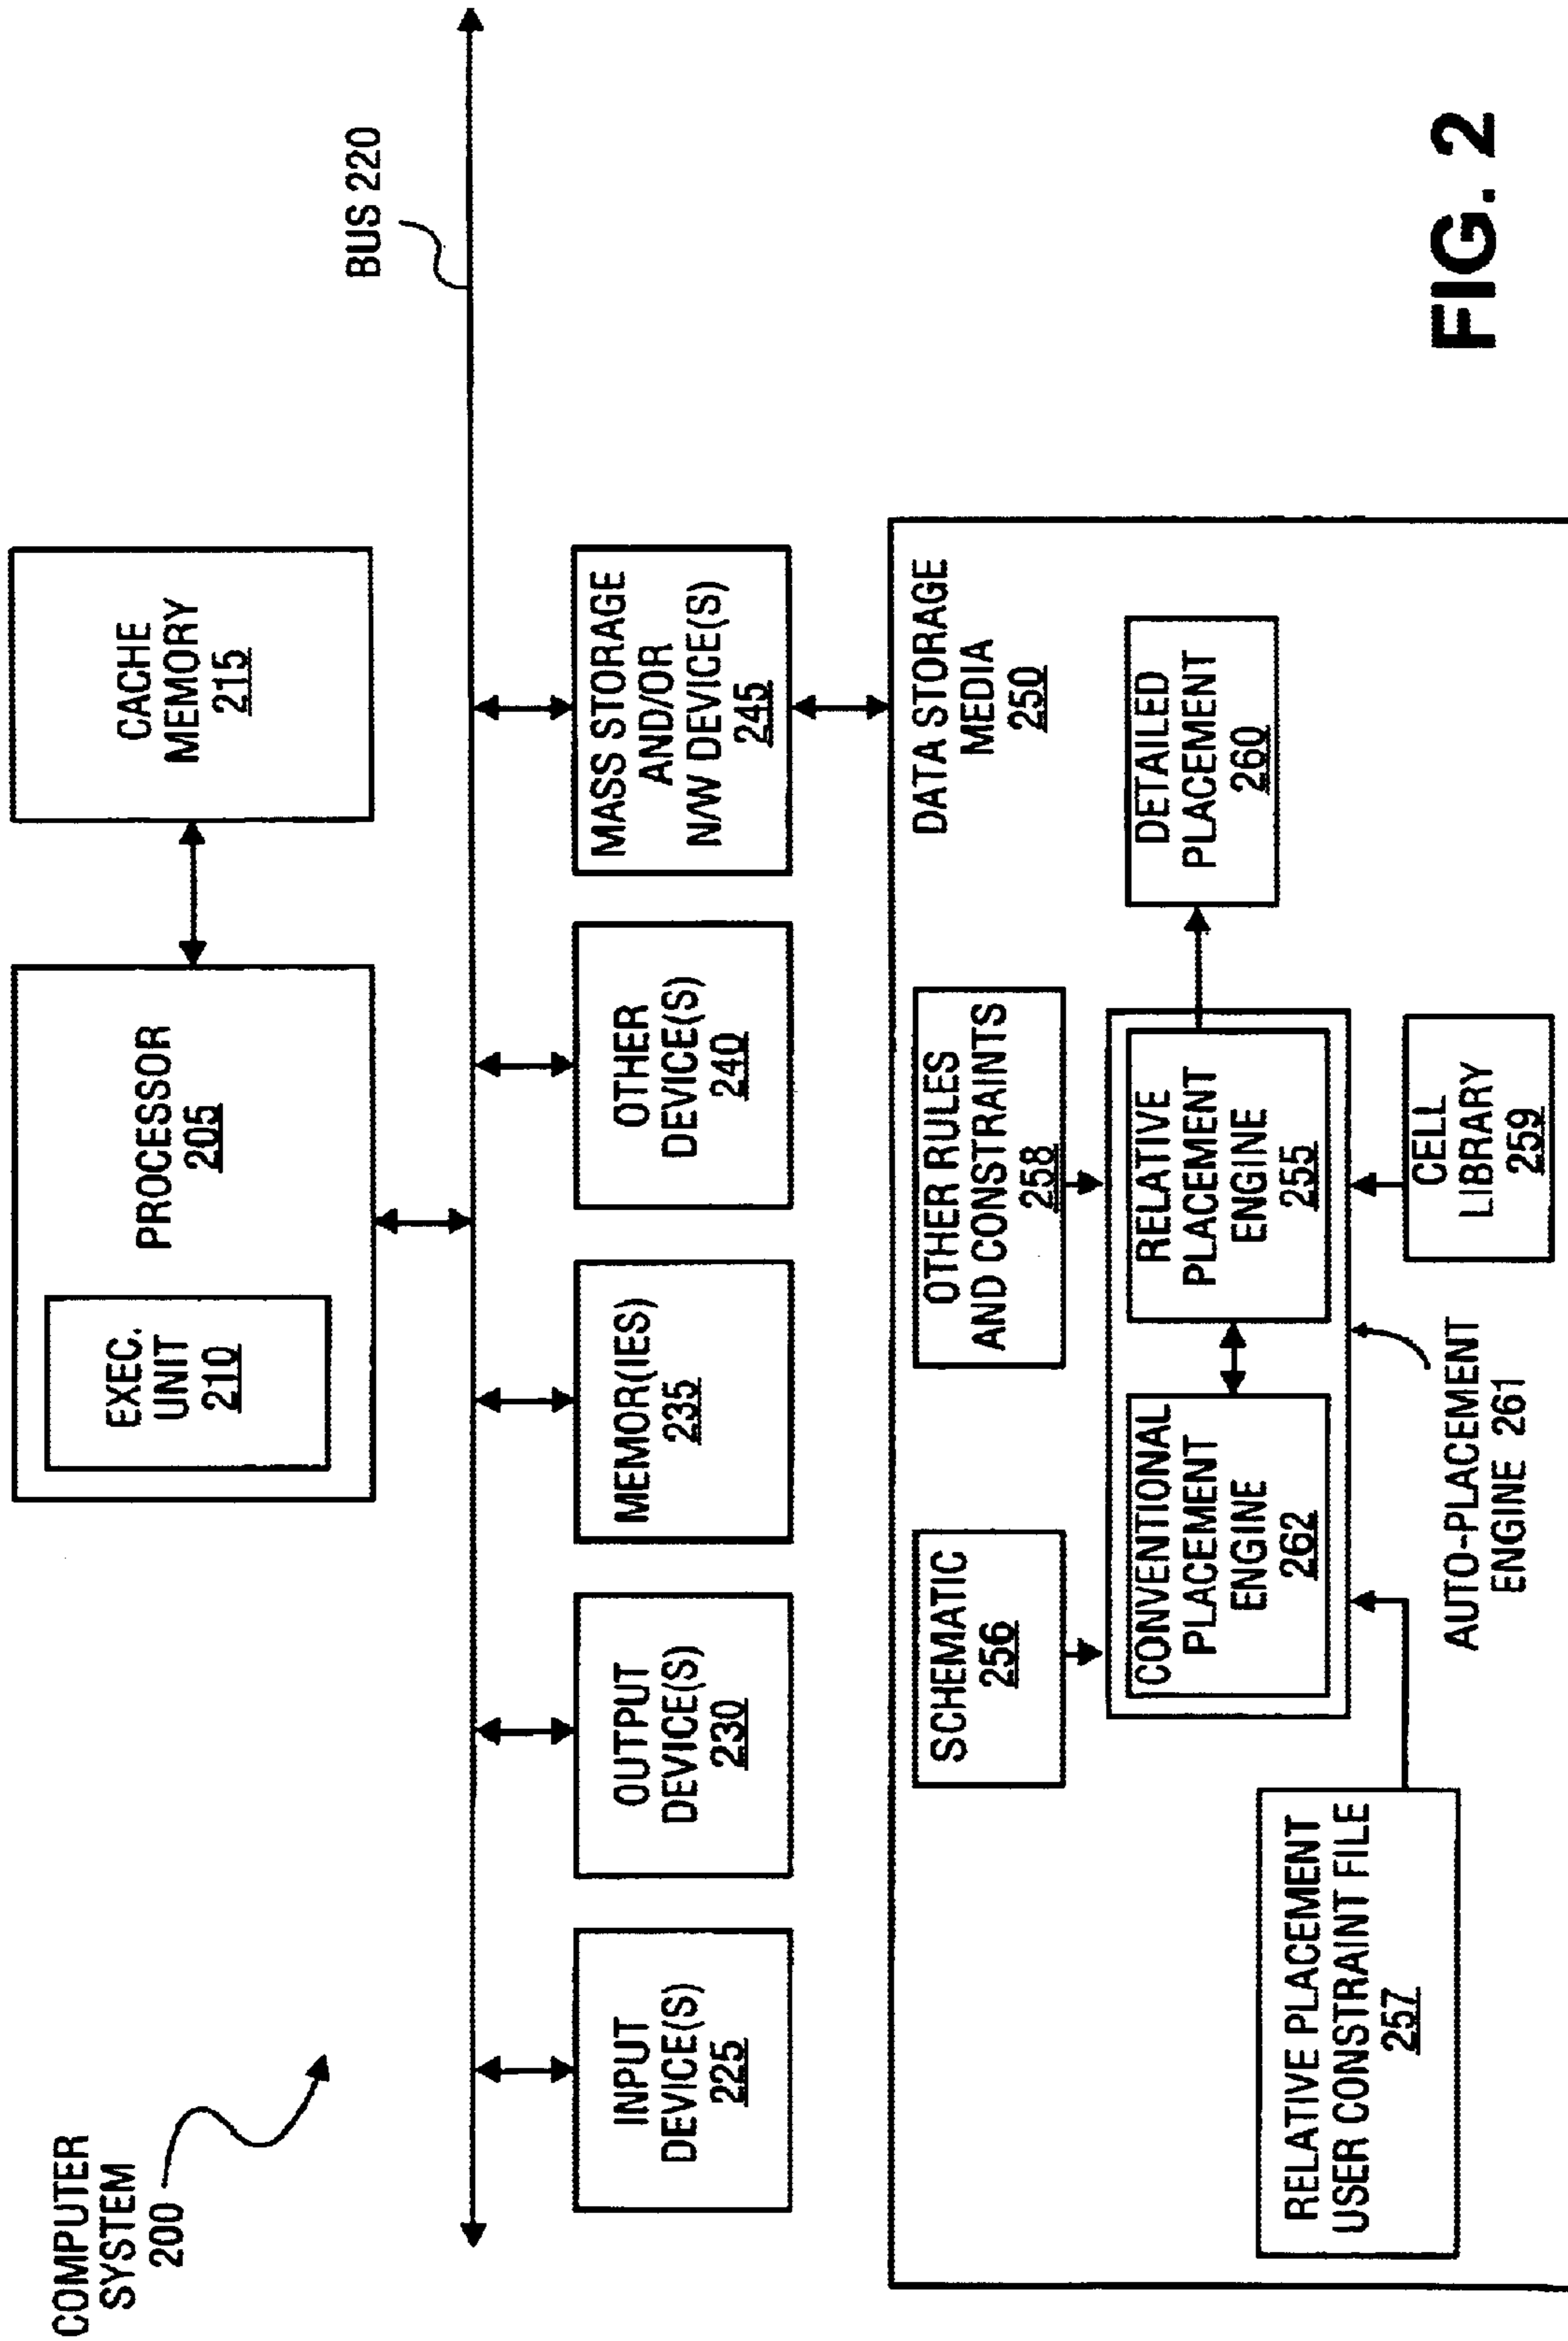 COMPUTER
SYSTEM
200
PROCESSOR
205
EXEC.
UNIT
210
CACHE
MEMORY
215
BUS 220
INPUT
DEVICE(S)
225
OUTPUT
DEVICE(S)
230
MEMOR(IES)
235
OTHER
DEVICE(S)
240
MASS STORAGE
AND/OR
N/W DEVICE(S)
245
DATA STORAGE
MEDIA
250
SCHEMATIC
256
OTHER RULES
AND CONSTRAINTS
258
CONVENTIONAL
PLACEMENT
ENGINE
262
RELATIVE
PLACEMENT
ENGINE
255
DETAILED
PLACEMENT
260
RELATIVE PLACEMENT
USER CONSTRAINT FILE
257
AUTO-PLACEMENT
ENGINE 261
CELL
LIBRARY
259
FIG. 2